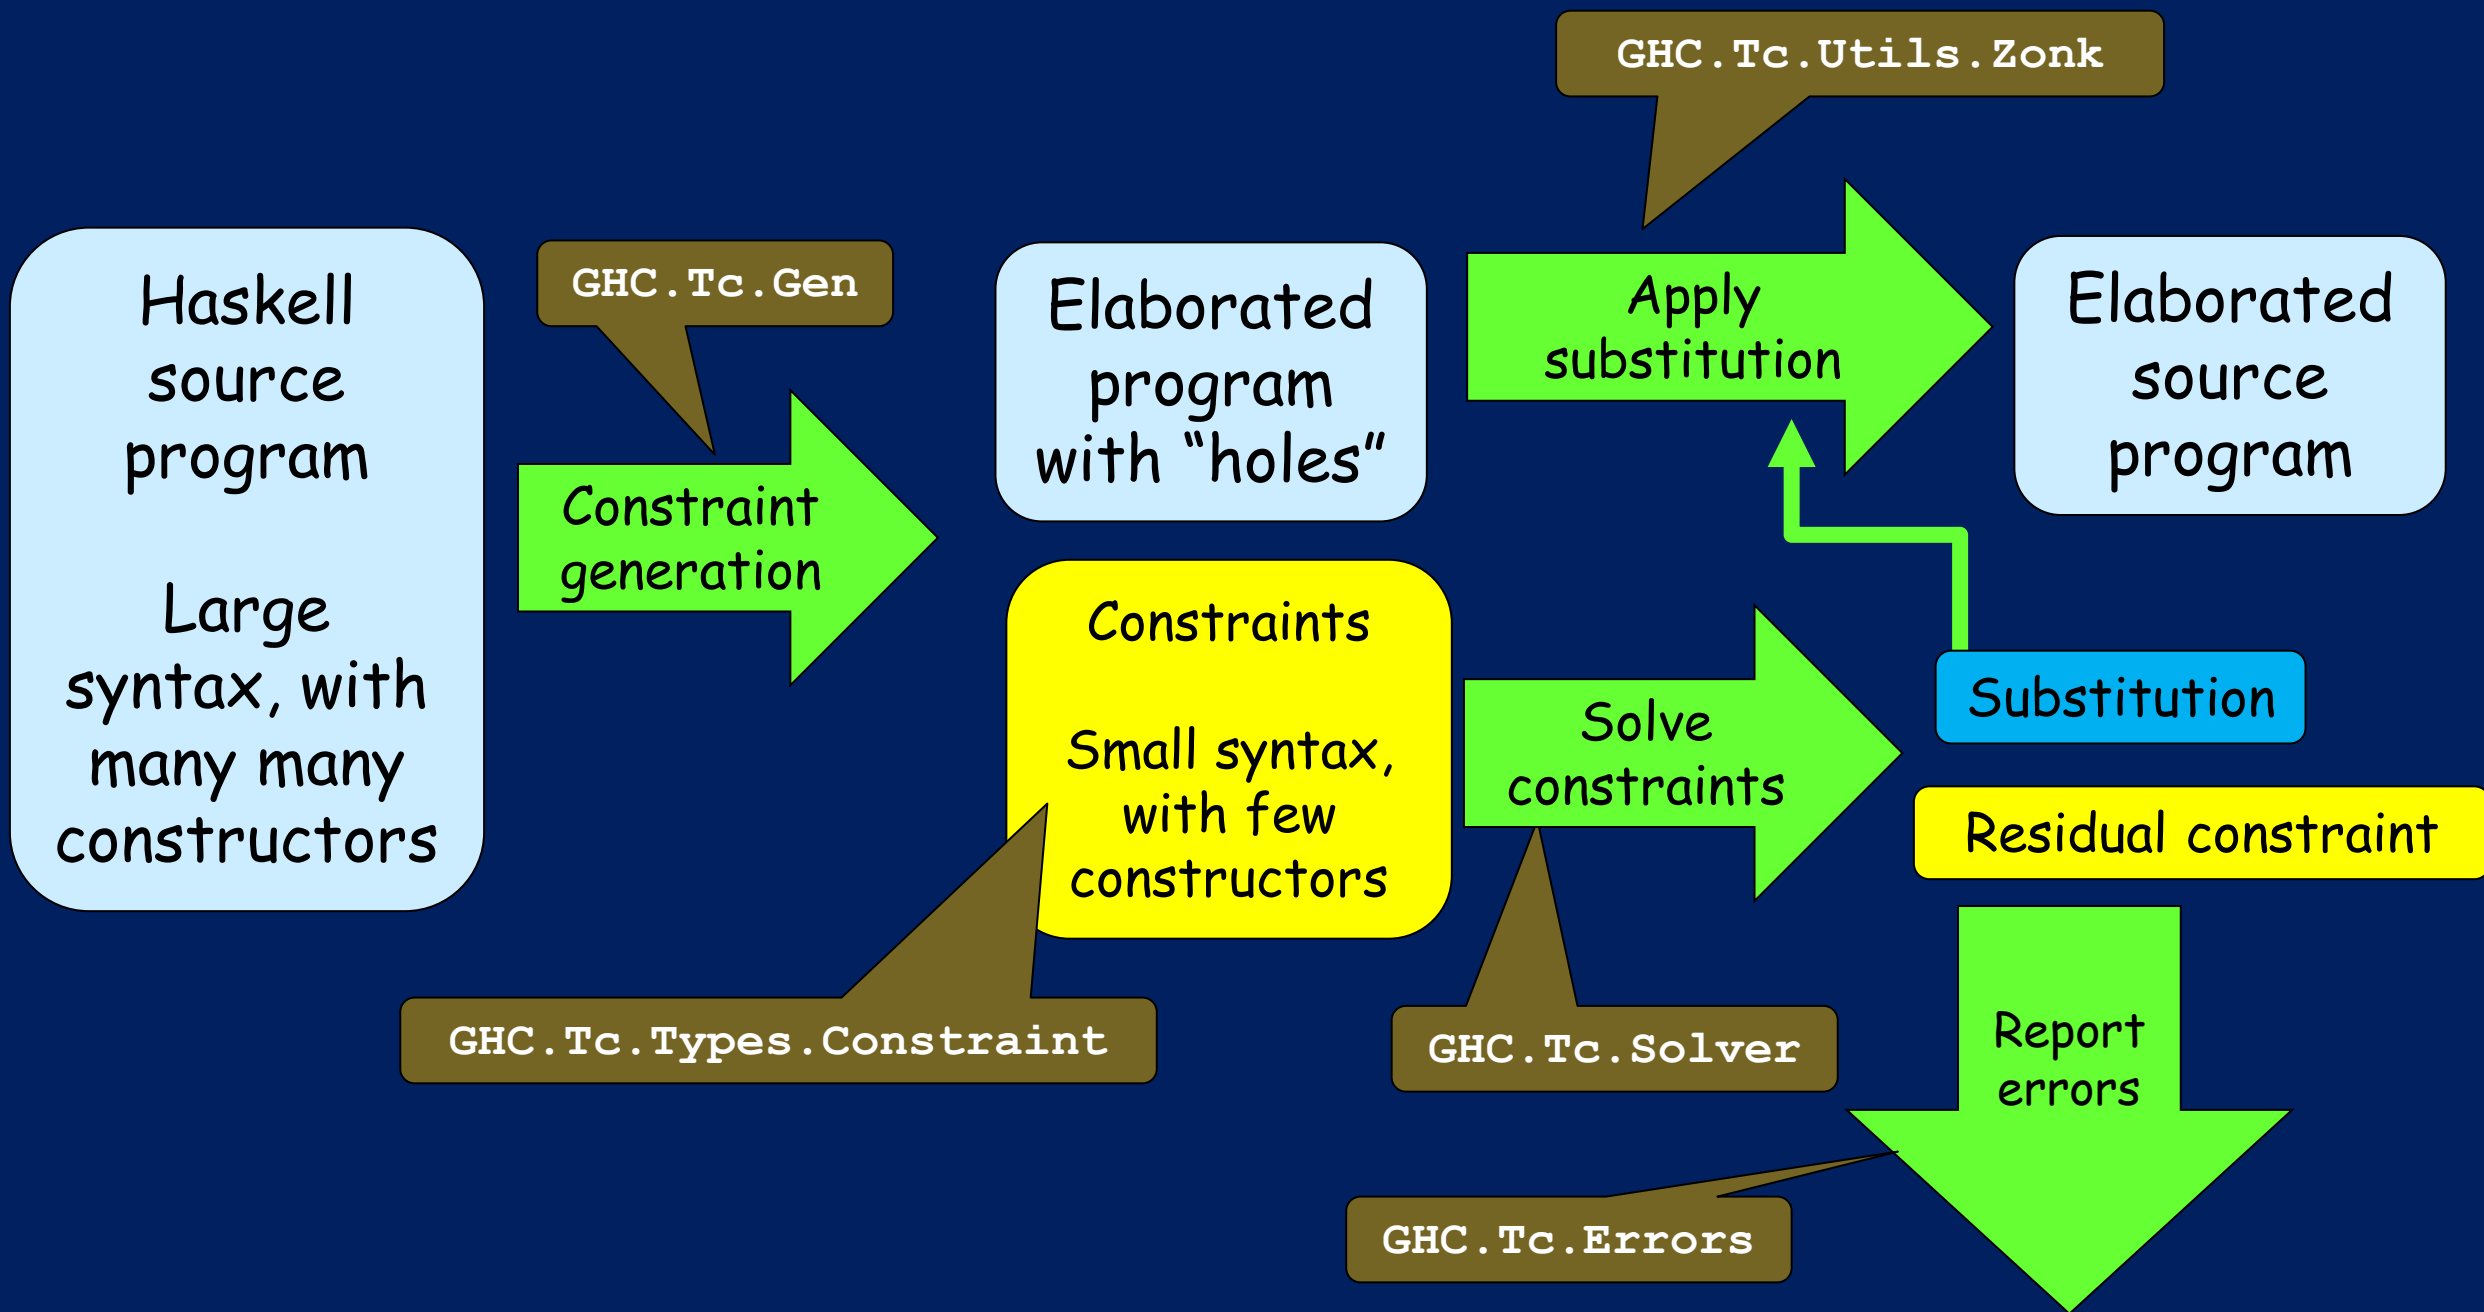 GHC.Tc.Utils.Zonk
Haskell
source
program
Large
syntax, with
many many
constructors
GHC.Tc.Gen
Constraint
generation
Elaborated
program
with “holes”
Constraints
Small syntax,
with few
constructors
GHC.Tc.Types.Constraint
Apply
substitution
Elaborated
source
program
Solve
constraints
GHC.Tc.Solver
Substitution
Residual constraint
Report
errors
GHC.Tc.Errors